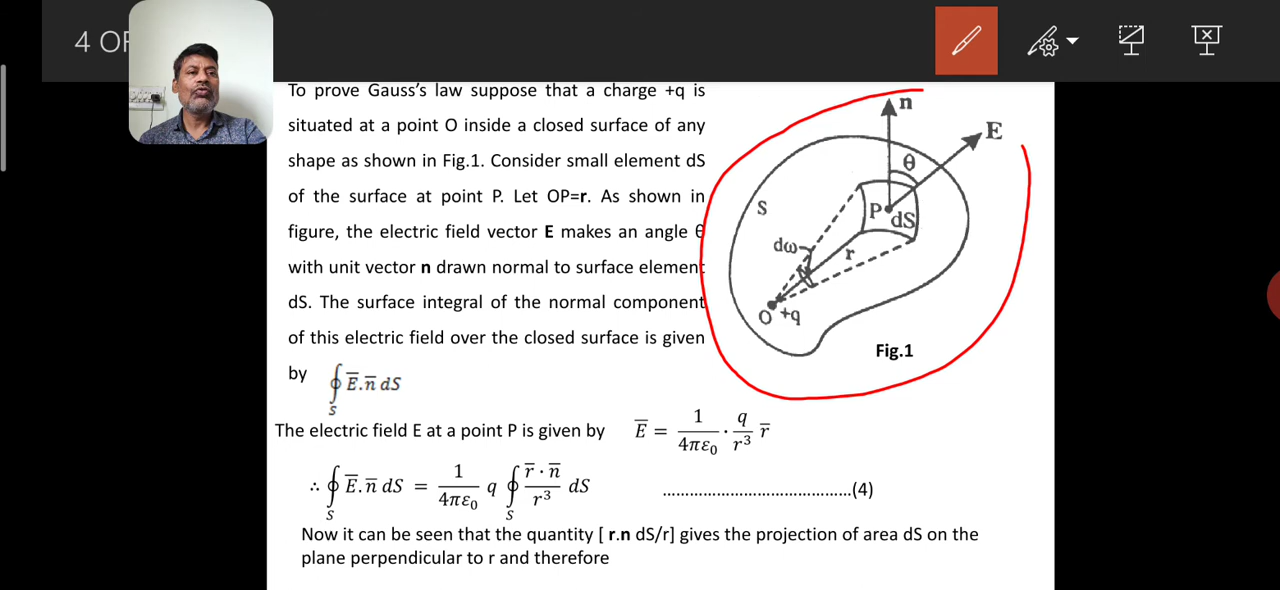 4 OF
To prove Gauss's law suppose that a charge +q is
situated at a point O inside a closed surface of any
shape as shown in Fig.1. Consider small element dS
of the surface at point P. Let OP=r. As shown in
figure, the electric field vector E makes an angle θ
with unit vector n drawn normal to surface element
dS. The surface integral of the normal component
of this electric field over the closed surface is given
by ∮_S E̅.n̅ dS
n
E
θ
S
P dS
dω
r
O +q
Fig.1
The electric field E at a point P is given by E̅ = 1/4πε₀ · q/r³ r̅
∴ ∮_S E̅.n̅ dS = 1/4πε₀ q ∮_S r̅ · n̅/r³ dS ..........................................(4)
Now it can be seen that the quantity [ r.n dS/r] gives the projection of area dS on the
plane perpendicular to r and therefore